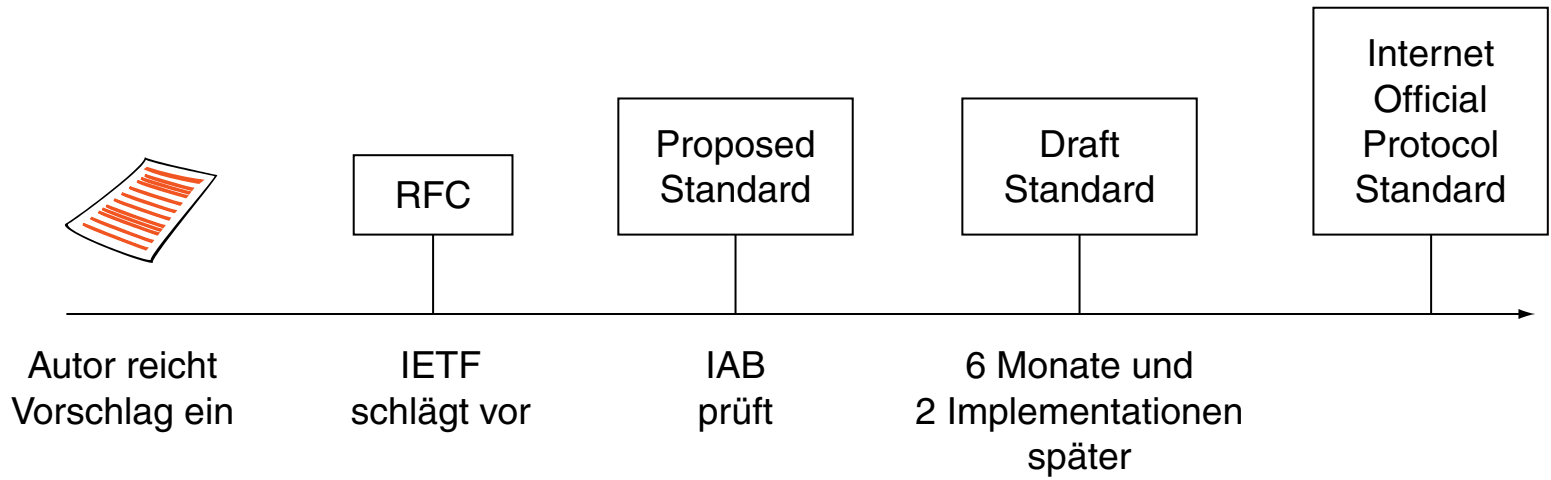 Internet
Official
Protocol
Standard
Proposed
Standard
Draft
Standard
RFC
Autor reicht
Vorschlag ein
IETF
schlägt vor
IAB
prüft
6 Monate und
2 Implementationen
später